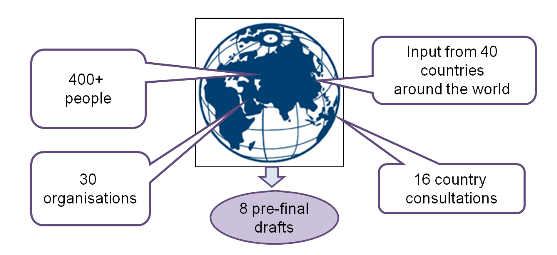 400+
people
Input from 40
countries
around the world
30
organisations
16 country
consultations
8 pre-final
drafts